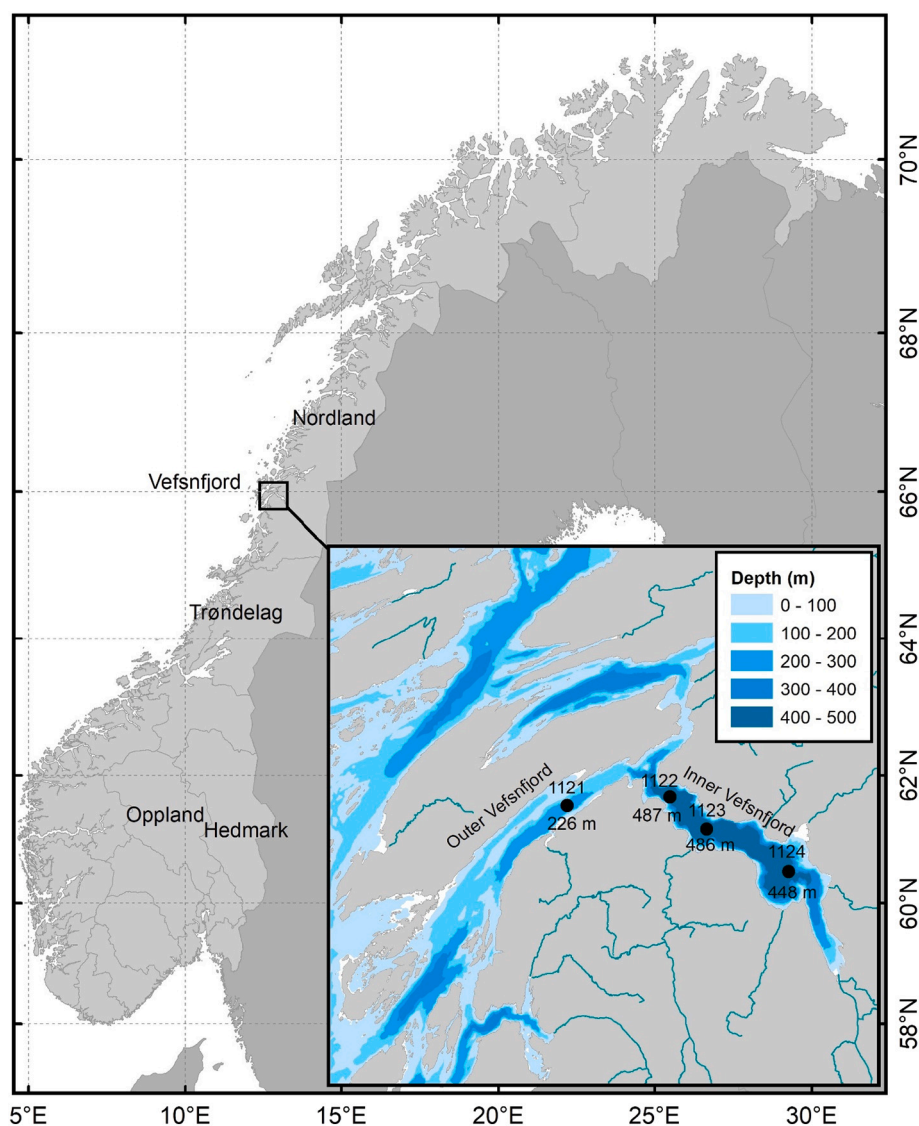 70°N
68°N
Nordland
Vefsnfjord
66°N
Trøndelag
64°N
Depth (m)
0 - 100
100 - 200
200 - 300
300 - 400
400 - 500
62°N
Oppland
Hedmark
Outer Vefsnfjord
1121
226 m
Inner Vefsnfjord
1122
487 m
1123
486 m
1124
448 m
60°N
58°N
5°E
10°E
15°E
20°E
25°E
30°E